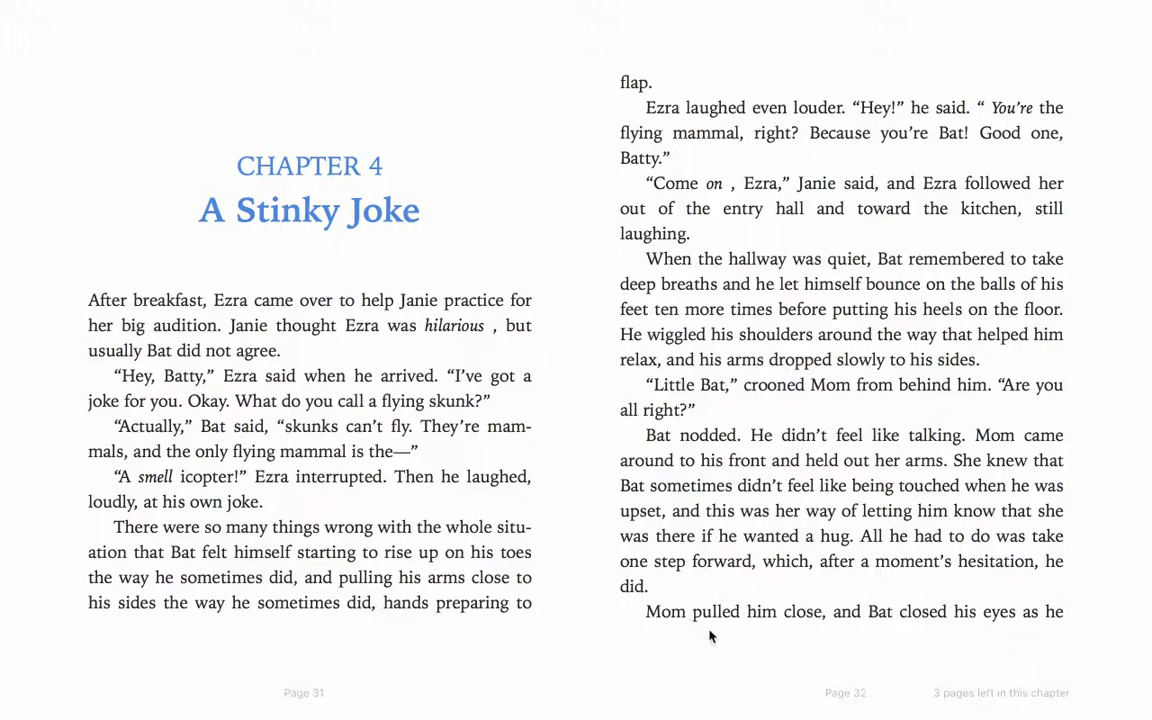 CHAPTER 4
A Stinky Joke
After breakfast, Ezra came over to help Janie practice for
her big audition. Janie thought Ezra was hilarious , but
usually Bat did not agree.
“Hey, Batty,” Ezra said when he arrived. “I’ve got a
joke for you. Okay. What do you call a flying skunk?”
“Actually,” Bat said, “skunks can’t fly. They’re mam-
mals, and the only flying mammal is the—”
“A smell icopter!” Ezra interrupted. Then he laughed,
loudly, at his own joke.
There were so many things wrong with the whole situ-
ation that Bat felt himself starting to rise up on his toes
the way he sometimes did, and pulling his arms close to
his sides the way he sometimes did, hands preparing to
Page 31
flap.
Ezra laughed even louder. “Hey!” he said. “ You’re the
flying mammal, right? Because you’re Bat! Good one,
Batty.”
“Come on , Ezra,” Janie said, and Ezra followed her
out of the entry hall and toward the kitchen, still
laughing.
When the hallway was quiet, Bat remembered to take
deep breaths and he let himself bounce on the balls of his
feet ten more times before putting his heels on the floor.
He wiggled his shoulders around the way that helped him
relax, and his arms dropped slowly to his sides.
“Little Bat,” crooned Mom from behind him. “Are you
all right?”
Bat nodded. He didn’t feel like talking. Mom came
around to his front and held out her arms. She knew that
Bat sometimes didn’t feel like being touched when he was
upset, and this was her way of letting him know that she
was there if he wanted a hug. All he had to do was take
one step forward, which, after a moment’s hesitation, he
did.
Mom pulled him close, and Bat closed his eyes as he
Page 32
3 pages left in this chapter